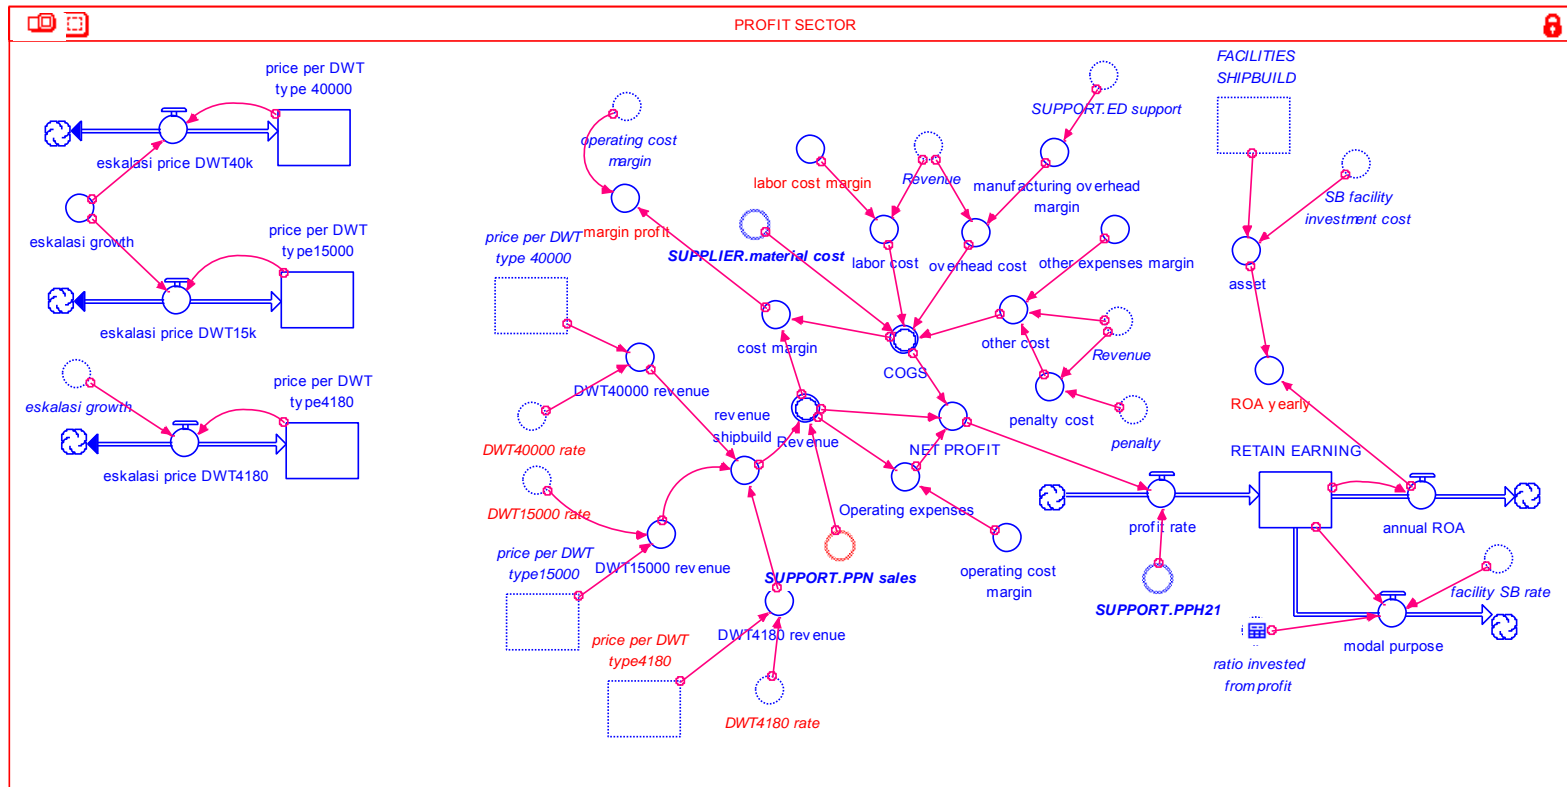 PROFIT SECTOR
price per DWT
type 40000
eskalasi price DWT40k
eskalasi growth
price per DWT
type15000
eskalasi price DWT15k
price per DWT
type4180
eskalasi growth
eskalasi price DWT4180
operating cost
margin
margin profit
SUPPLIER.material cost
labor cost margin
Revenue
SUPPORT.ED support
manufacturing overhead
margin
labor cost
overhead cost
other expenses margin
price per DWT
type 40000
cost margin
COGS
other cost
Revenue
penalty cost
penalty
DWT40000 revenue
DWT40000 rate
revenue
shipbuild
Revenue
NET PROFIT
DWT15000 rate
DWT15000 revenue
price per DWT
type15000
Operating expenses
SUPPORT.PPN sales
operating cost
margin
price per DWT
type4180
DWT4180 revenue
DWT4180 rate
FACILITIES
SHIPBUILD
SB facility
investment cost
asset
ROA yearly
RETAIN EARNING
profit rate
annual ROA
SUPPORT.PPH21
facility SB rate
modal purpose
ratio invested
from profit